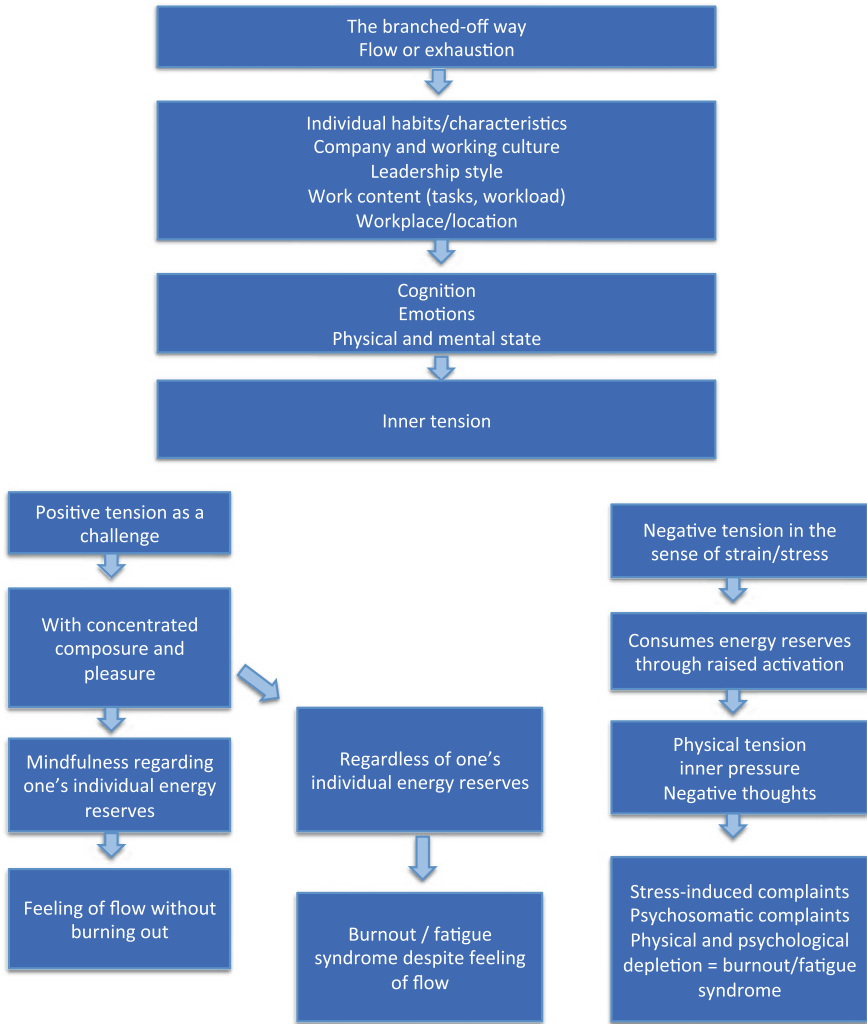 The branched-off way
Flow or exhaustion
Individual habits/characteristics
Company and working culture
Leadership style
Work content (tasks, workload)
Workplace/location
Cognition
Emotions
Physical and mental state
Inner tension
Positive tension as a
challenge
With concentrated
composure and
pleasure
Mindfulness regarding
one’s individual energy
reserves
Feeling of flow without
burning out
Regardless of one’s
individual energy reserves
Burnout / fatigue
syndrome despite feeling
of flow
Negative tension in the
sense of strain/stress
Consumes energy reserves
through raised activation
Physical tension
inner pressure
Negative thoughts
Stress-induced complaints
Psychosomatic complaints
Physical and psychological
depletion = burnout/fatigue
syndrome